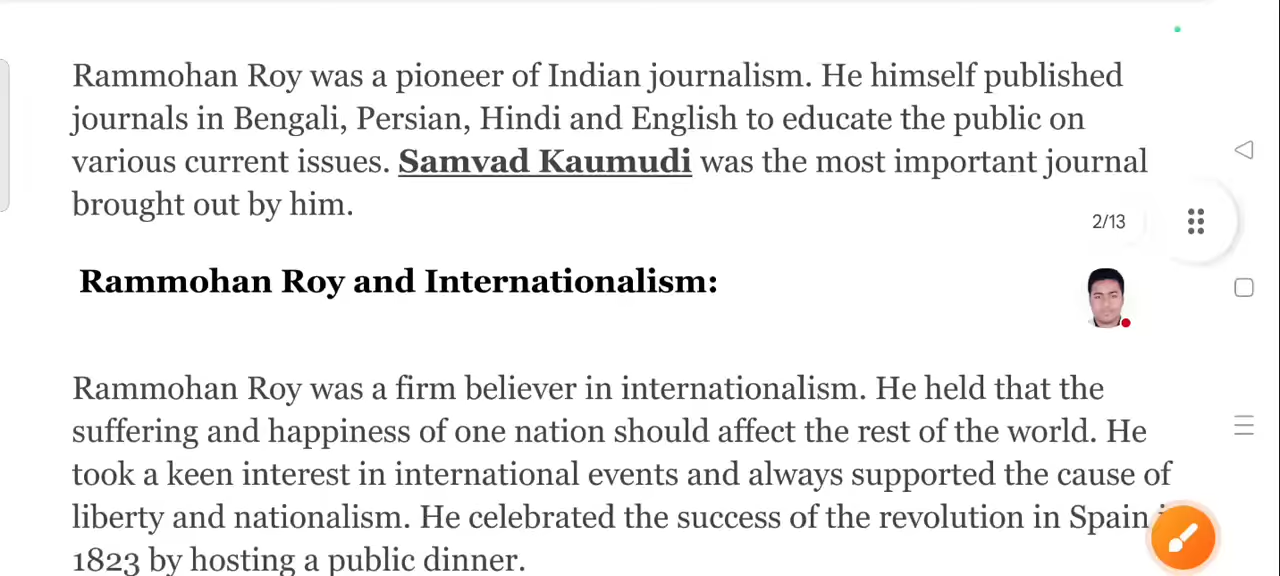 Rammohan Roy was a pioneer of Indian journalism. He himself published
journals in Bengali, Persian, Hindi and English to educate the public on
various current issues. Samvad Kaumudi was the most important journal
brought out by him.
2/13
Rammohan Roy and Internationalism:
Rammohan Roy was a firm believer in internationalism. He held that the
suffering and happiness of one nation should affect the rest of the world. He
took a keen interest in international events and always supported the cause of
liberty and nationalism. He celebrated the success of the revolution in Spain
1823 by hosting a public dinner.